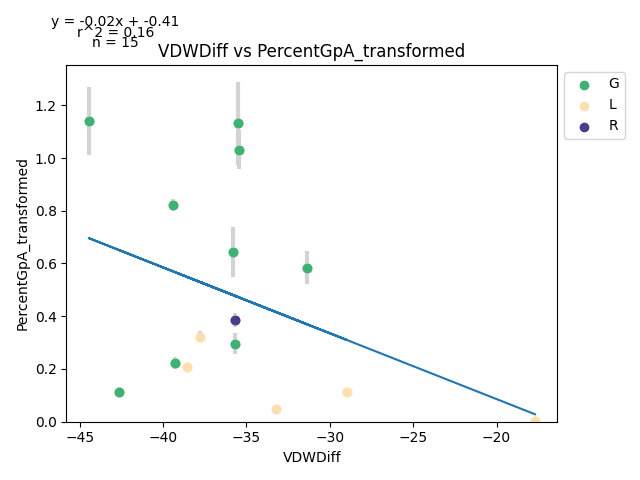 y = -0.02x + -0.41
r^2 = 0.16
n = 15
VDWDiff vs PercentGpA_transformed
G
L
R
1.2
1.0
0.8
0.6
0.4
0.2
0.0
PercentGpA_transformed
−45 −40 −35 −30 −25 −20
VDWDiff